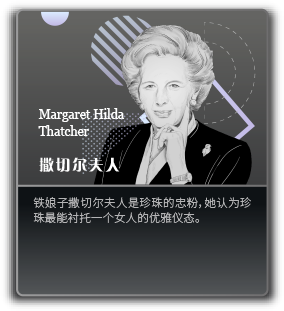 Margaret Hilda
Thatcher
撒切尔夫人
铁娘子撒切尔夫人是珍珠的忠粉，她认为珍
珠最能衬托一个女人的优雅仪态。